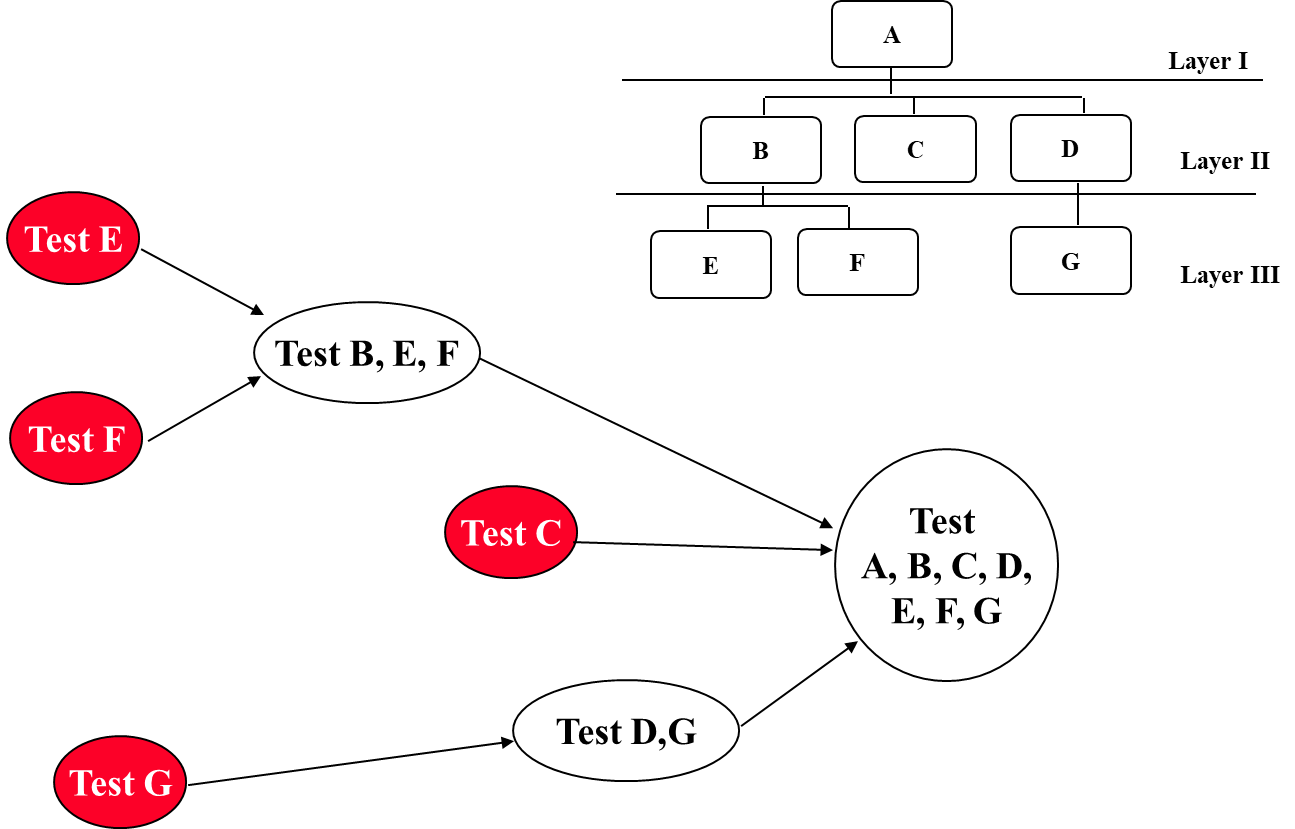 A
Layer I
B
C
D
Layer II
E
F
G
Layer III
Test E
Test B, E, F
Test F
Test C
Test
A, B, C, D,
E, F, G
Test D,G
Test G